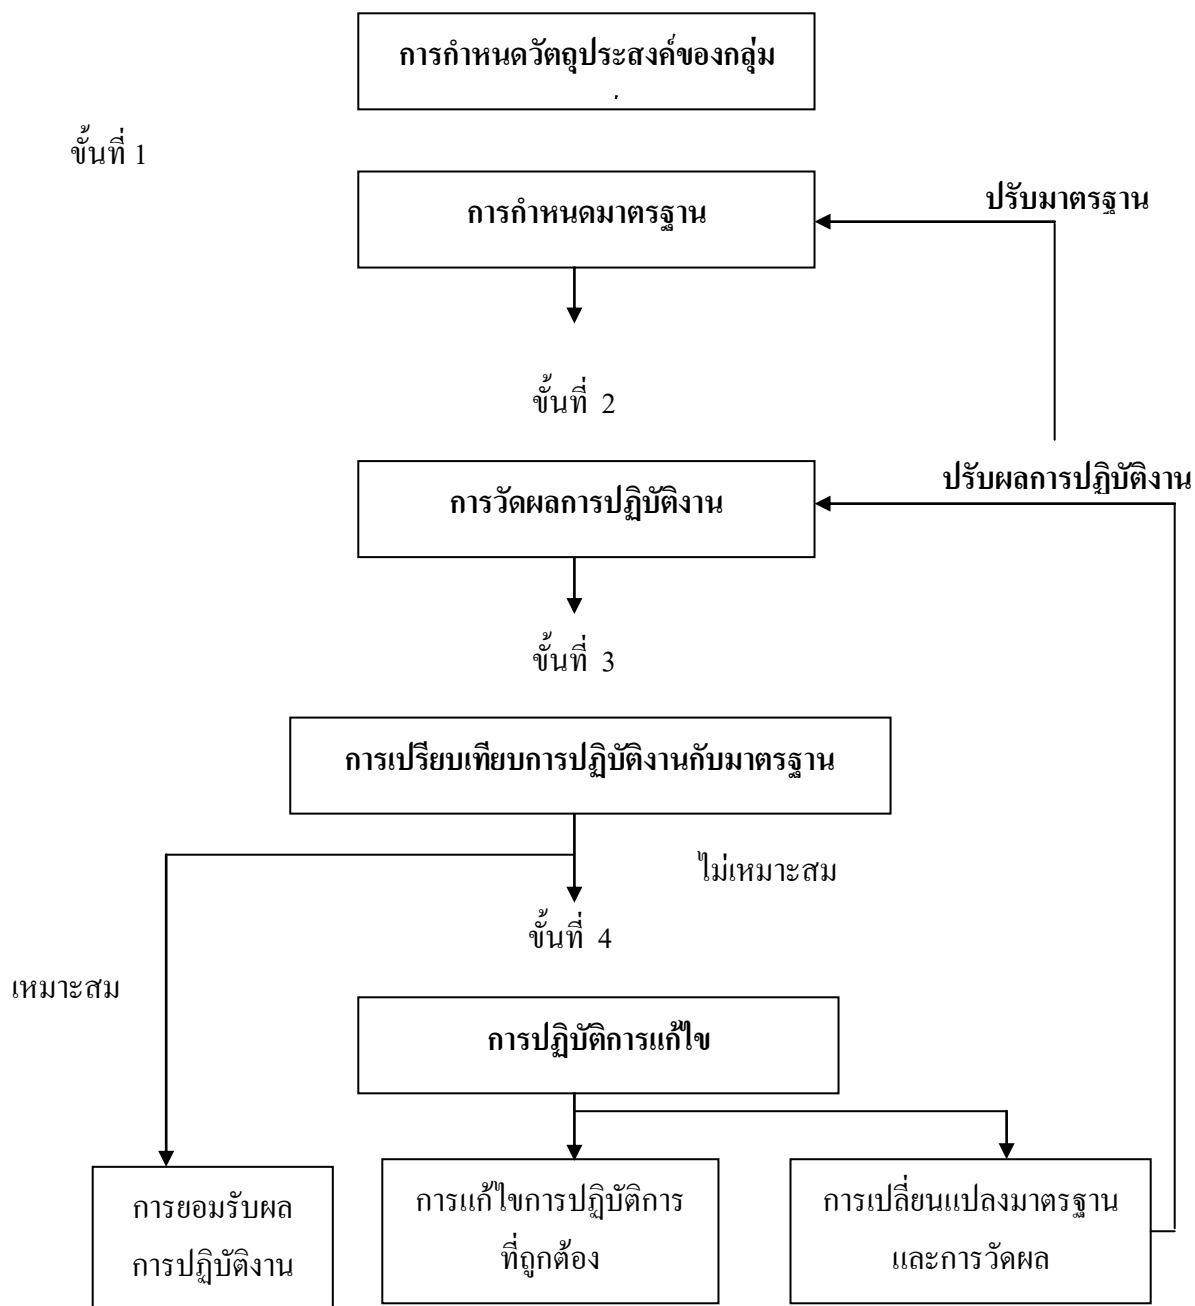 การกำหนดวัตถุประสงค์ของกลุ่ม
ขั้นที่ 1
การกำหนดมาตรฐาน
ปรับมาตรฐาน
ขั้นที่ 2
การวัดผลการปฏิบัติงาน
ปรับผลการปฏิบัติงาน
ขั้นที่ 3
การเปรียบเทียบการปฏิบัติงานกับมาตรฐาน
ไม่เหมาะสม
ขั้นที่ 4
เหมาะสม
การปฏิบัติการแก้ไข
การยอมรับผล
การปฏิบัติงาน
การแก้ไขการปฏิบัติการ
ที่ถูกต้อง
การเปลี่ยนแปลงมาตรฐาน
และการวัดผล